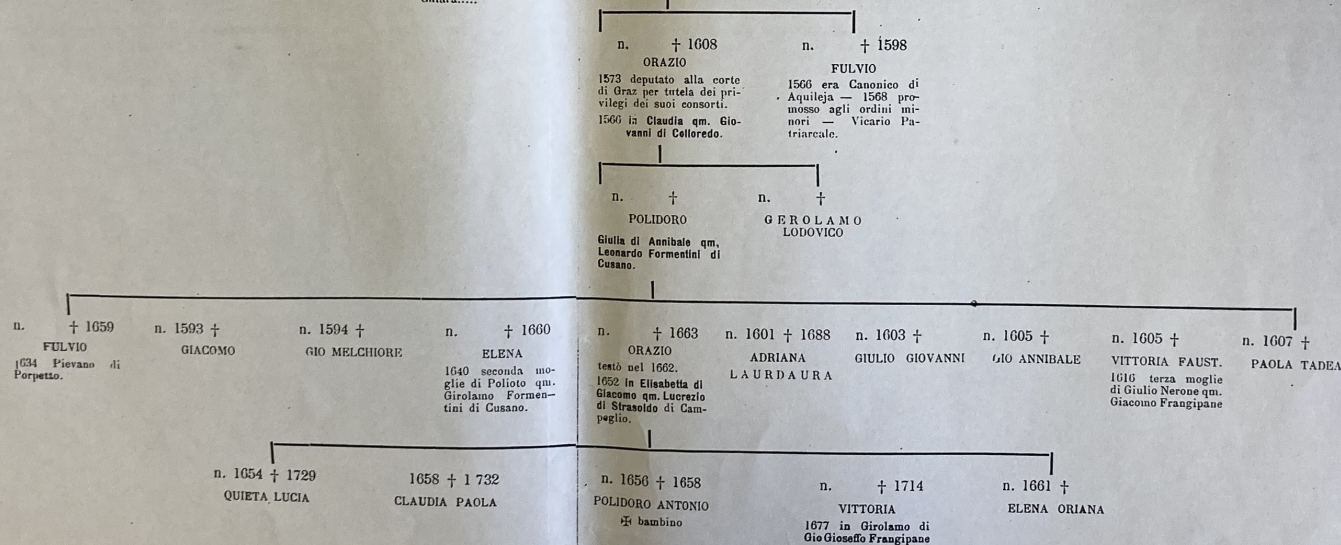 n. † 1608
ORAZIO
1573 deputato alla corte
di Graz per tutela dei pri-
vilegi dei suoi consorti.
1566 in Claudia qm. Gio-
vanni di Colloredo.
n. † 1598
FULVIO
1566 era Canonico di
Aquileja — 1568 pro-
mosso agli ordini mi-
nori — Vicario Pa-
triarcale.
n. †
POLIDORO
Giulia di Annibale qm,
Leonardo Formentini di
Cusano.
n. †
GEROLAMO
LODOVICO
n. † 1659
FULVIO
1634 Pievano di
Porpetto.
n. 1593 †
GIACOMO
n. 1594 †
GIO MELCHIORE
n. † 1660
ELENA
1640 seconda mo-
glie di Polioto qm.
Girolamo Formen-
tini di Cusano.
n. † 1663
ORAZIO
testò nel 1662.
1652 in Elisabetta di
Giacomo qm. Lucrezio
di Strasoldo di Cam-
peglio.
n. 1601 † 1688
ADRIANA
LAURDAURA
n. 1603 †
GIULIO GIOVANNI
n. 1605 †
GIO ANNIBALE
n. 1605 †
VITTORIA FAUST.
1616 terza moglie
di Giulio Nerone qm.
Giacomo Frangipane
n. 1607 †
PAOLA TADEA
n. 1654 † 1729
QUIETA LUCIA
1658 † 1 732
CLAUDIA PAOLA
n. 1656 † 1658
POLIDORO ANTONIO
✠ bambino
n. † 1714
VITTORIA
1677 in Girolamo di
Gio Gioseffo Frangipane
n. 1661 †
ELENA ORIANA